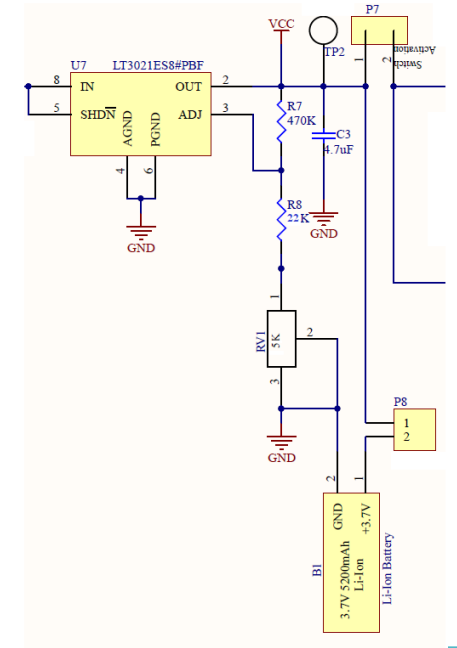 P7
VCC
TP2
1
2
Switch
Activation
U7 LT3021ES8#PBF
8 IN OUT 2
5 SHDN ADJ 3
AGND
PGND
4
6
GND
R7
470K
C3
4.7uF
R8
22K
GND
1
RV1
5K
2
3
GND
P8
1
2
2
1
GND
+3.7V
B1
3.7V 5200mAh
Li-Ion
Li-Ion Battery